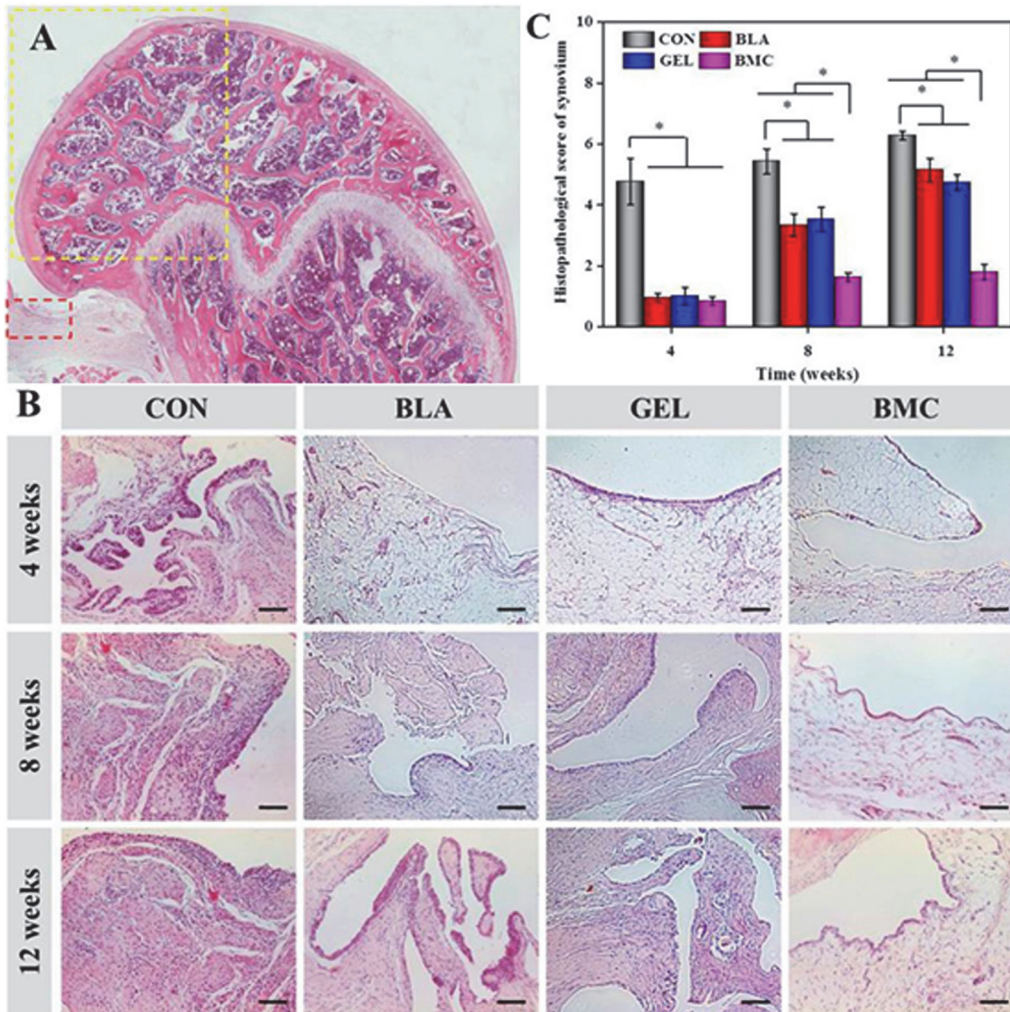 A
C
CON BLA
GEL BMC
* * * * *
Histopathological score of synovium
10
8
6
4
2
0
4 8 12
Time (weeks)
B
CON BLA GEL BMC
4 weeks
8 weeks
12 weeks